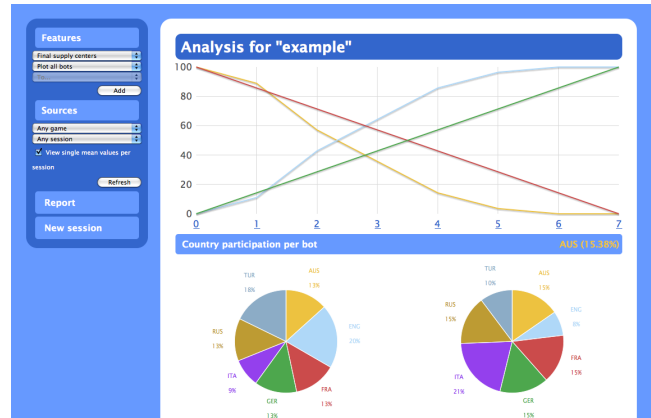 Features
Final supply centers
Plot all bots
Add
Sources
Any game
Any session
View single mean values per
session
Refresh
Report
New session
Analysis for "example"
100
80
60
40
20
0
0 1 2 3 4 5 6 7
Country participation per bot AUS (15.38%)
TUR
18%
AUS
13%
ENG
20%
FRA
13%
GER
13%
ITA
9%
RUS
13%
TUR
10%
AUS
15%
ENG
8%
FRA
15%
GER
15%
ITA
21%
RUS
15%